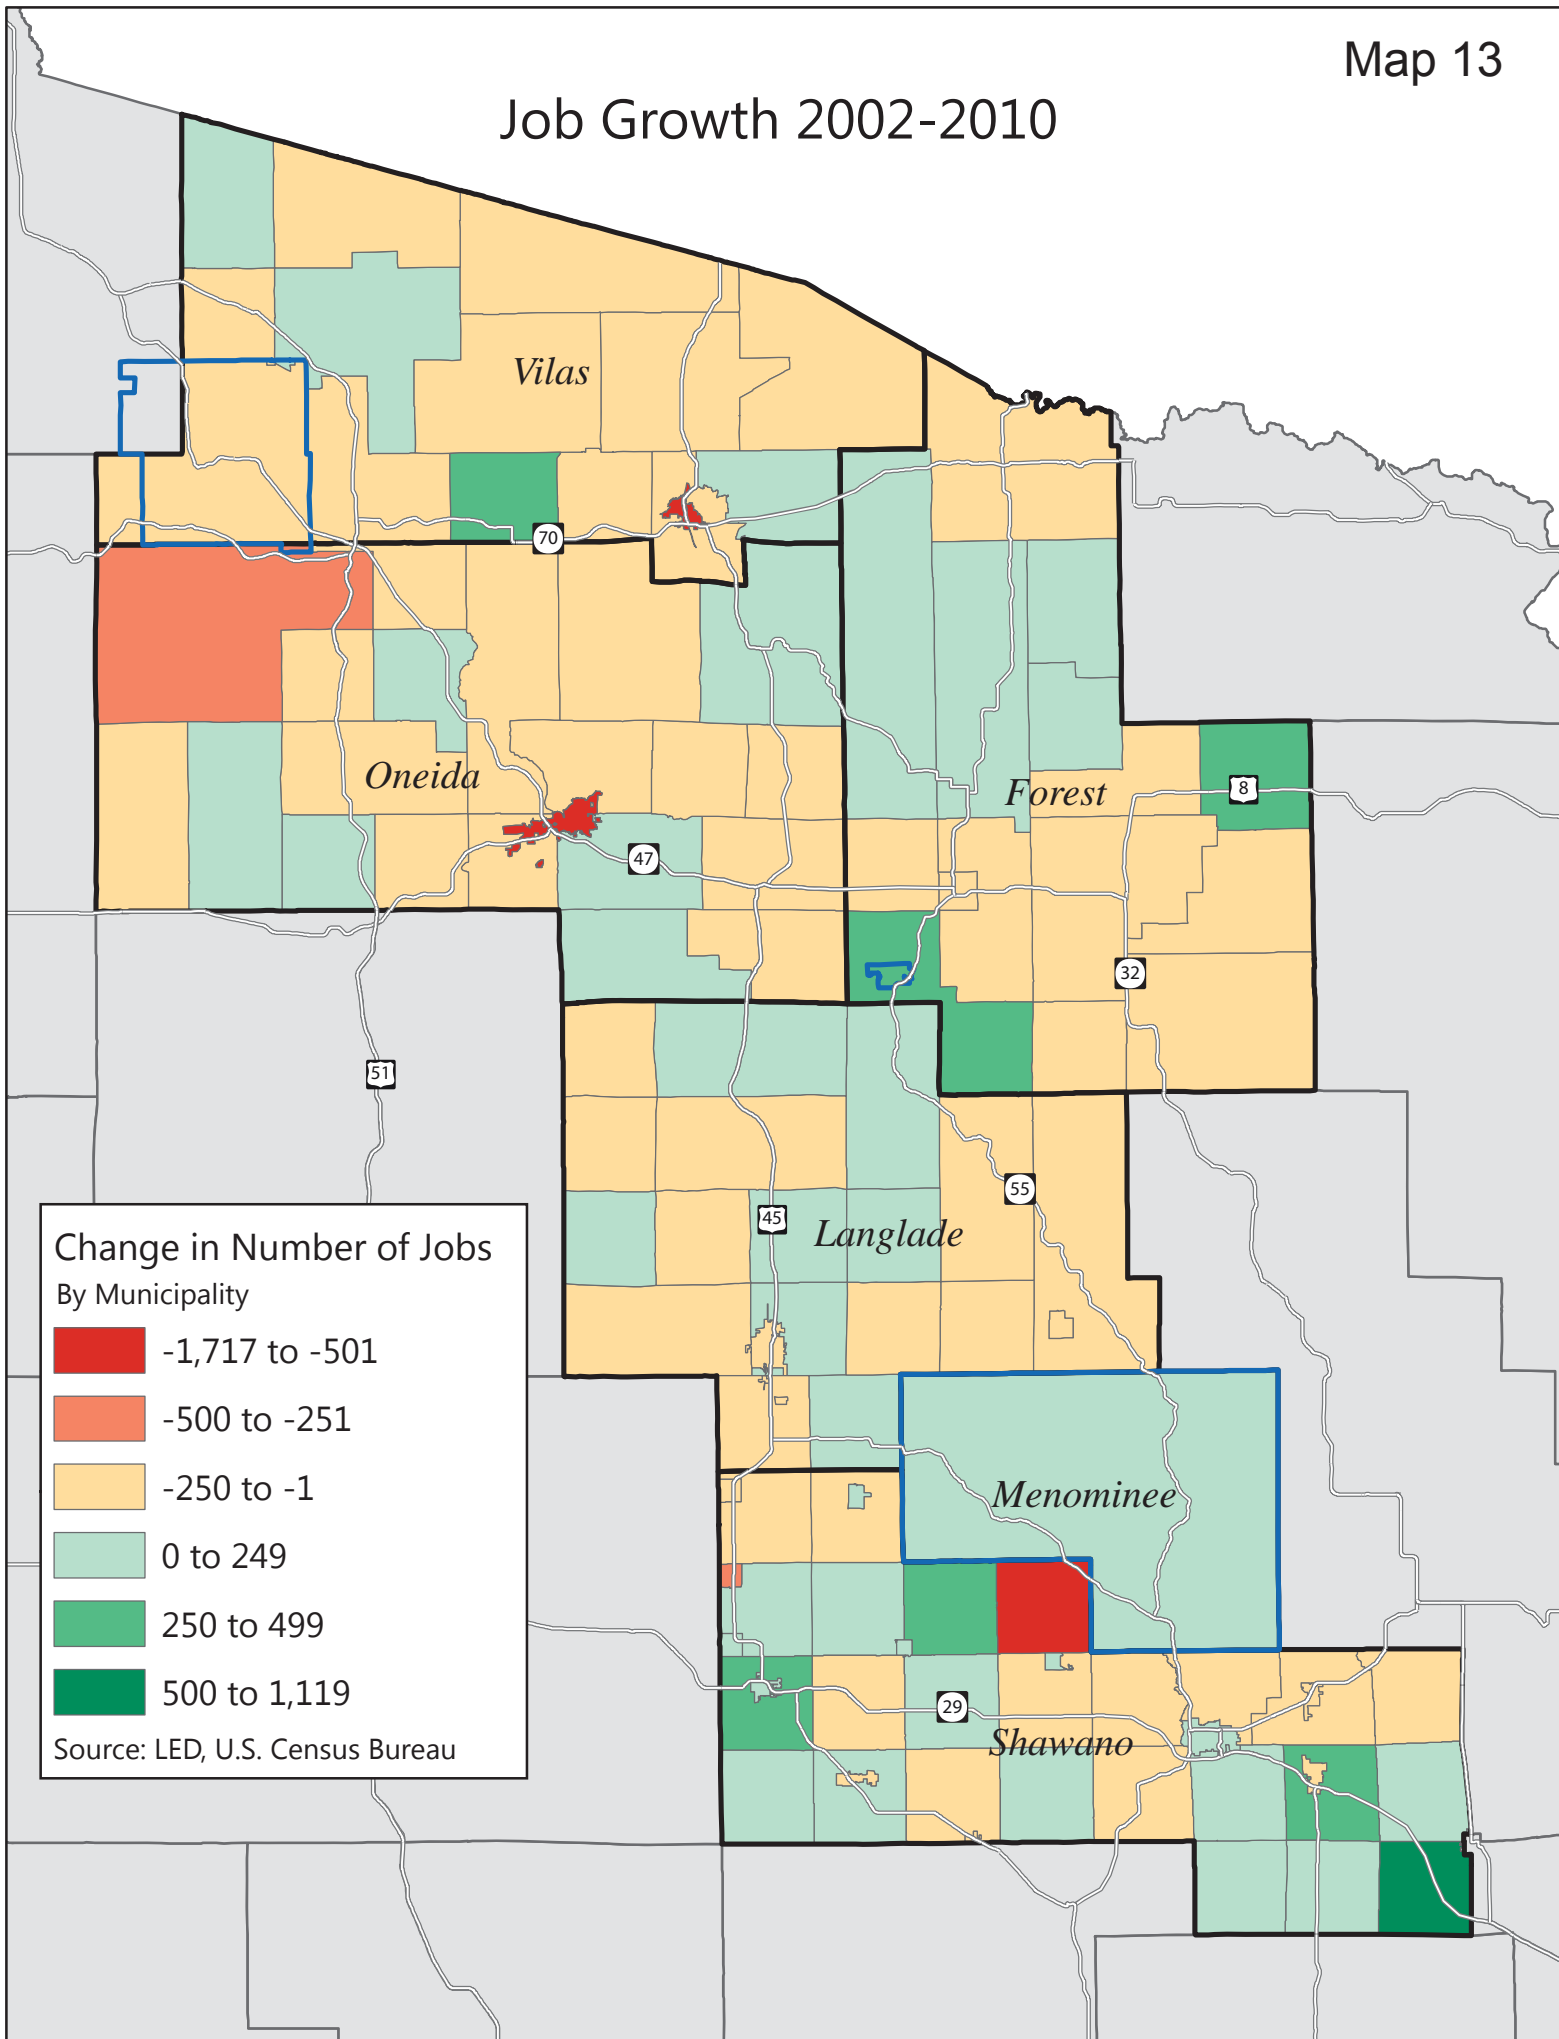 Map 13
Job Growth 2002-2010
Vilas
70
Oneida
Forest
8
47
32
51
55
45
Langlade
Change in Number of Jobs
By Municipality
-1,717 to -501
-500 to -251
-250 to -1
0 to 249
250 to 499
500 to 1,119
Source: LED, U.S. Census Bureau
Menominee
29
Shawano